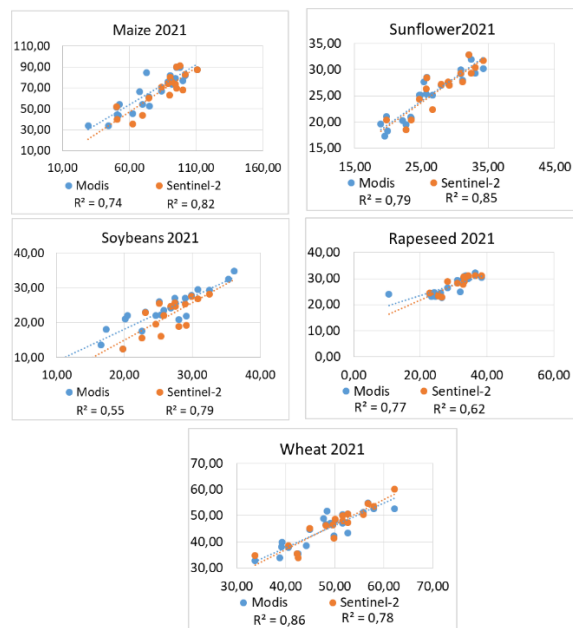 Maize 2021
110,00
90,00
70,00
50,00
30,00
10,00
10,00 60,00 110,00 160,00
Modis Sentinel-2
R² = 0,74 R² = 0,82
Sunflower2021
35,00
30,00
25,00
20,00
15,00
15,00 25,00 35,00 45,00
Modis Sentinel-2
R² = 0,79 R² = 0,85
Soybeans 2021
40,00
30,00
20,00
10,00
10,00 20,00 30,00 40,00
Modis Sentinel-2
R² = 0,55 R² = 0,79
Rapeseed 2021
40,00
30,00
20,00
10,00
0,00
0,00 20,00 40,00 60,00
Modis Sentinel-2
R² = 0,77 R² = 0,62
Wheat 2021
70,00
60,00
50,00
40,00
30,00
30,00 40,00 50,00 60,00 70,00
Modis Sentinel-2
R² = 0,86 R² = 0,78